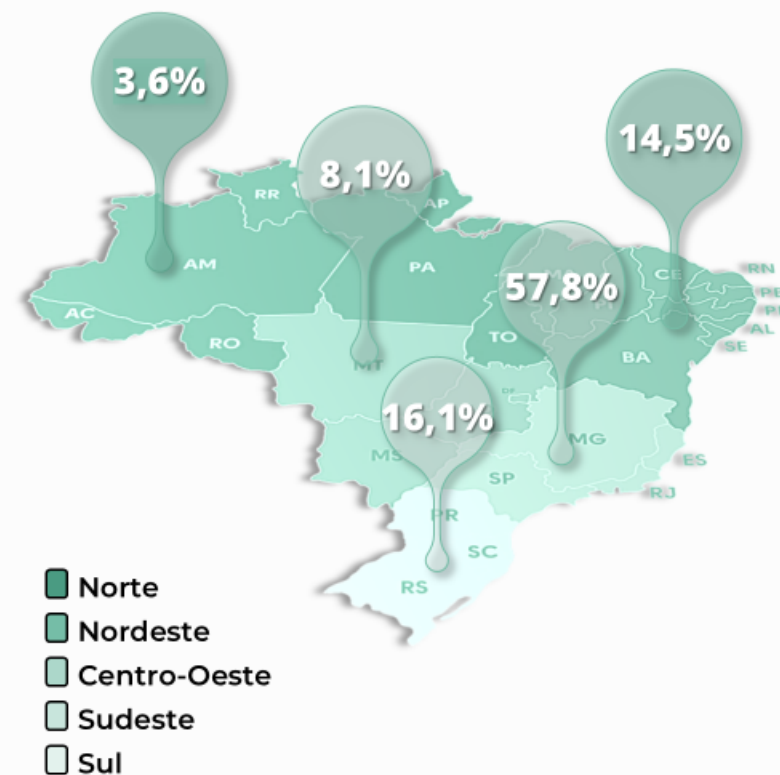 3,6%
14,5%
8,1%
RR
AP
AM
PA
CE
RN
57,8%
AC
AL
RO
TO
BA
SE
MT
DF
16,1%
MG
MS
ES
SP
RJ
PR
SC
RS
Norte
Nordeste
Centro-Oeste
Sudeste
Sul